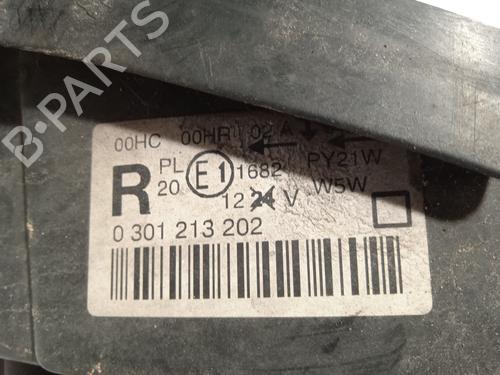 00HC 00HR 02 A
R PL 20 E1 1682 PY21W
12 24 V W5W
0 301 213 202
B-PARTS